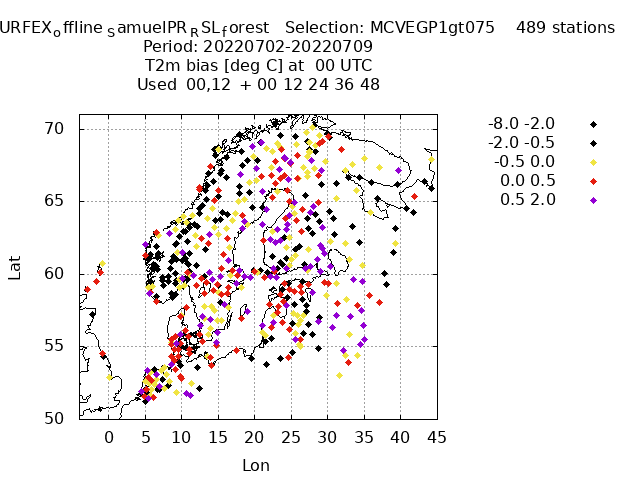 URFEXoffline SamuelPRRSLforest Selection: MCVEGP1gt075 489 stations
Period: 20220702-20220709
T2m bias [deg C] at 00 UTC
Used 00,12 + 00 12 24 36 48
70
65
60
55
50
0 5 10 15 20 25 30 35 40 45
Lat
Lon
-8.0 -2.0
-2.0 -0.5
-0.5 0.0
0.0 0.5
0.5 2.0